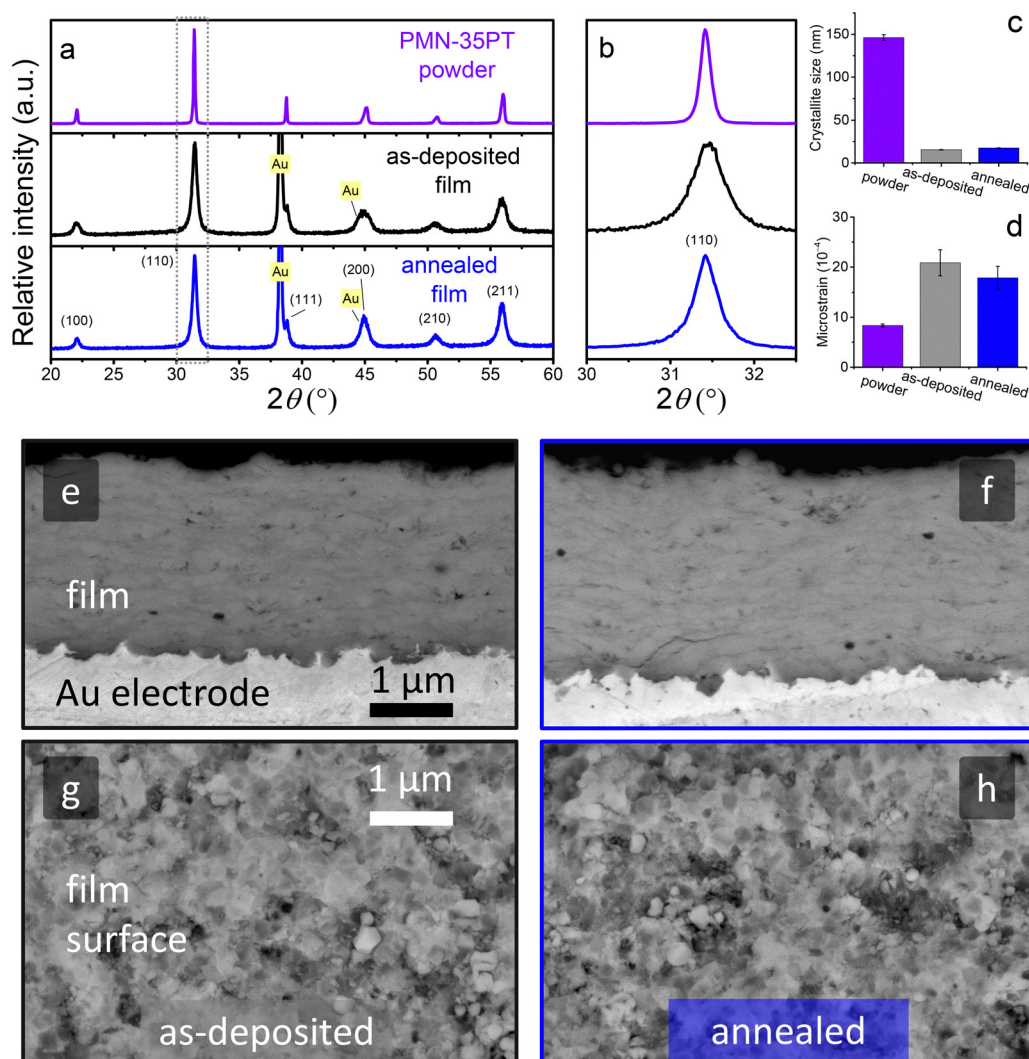 a
PMN-35PT
powder
Relative intensity (a.u.)
Au
as-deposited
film
Au
(110)
annealed
film
Au
(200)
(111)
Au
(100)
(210)
(211)
20 25 30 35 40 45 50 55 60
2θ (°)
b
(110)
30 31 32
2θ (°)
c
Crystallite size (nm)
150
100
50
0
powder
as-deposited
annealed
d
Microstrain (10⁻⁴)
30
20
10
0
powder
as-deposited
annealed
e
film
Au electrode
1 µm
f
g
1 µm
film
surface
as-deposited
h
annealed